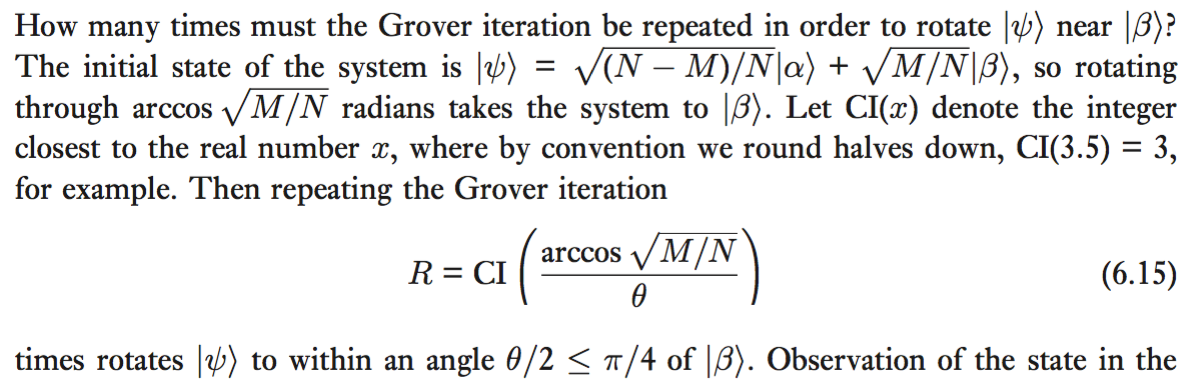 How many times must the Grover iteration be repeated in order to rotate |ψ⟩ near |β⟩?
The initial state of the system is |ψ⟩ = √(N − M)/N|α⟩ + √M/N|β⟩, so rotating
through arccos √M/N radians takes the system to |β⟩. Let CI(x) denote the integer
closest to the real number x, where by convention we round halves down, CI(3.5) = 3,
for example. Then repeating the Grover iteration
R = CI ( arccos √M/N / θ ) (6.15)
times rotates |ψ⟩ to within an angle θ/2 ≤ π/4 of |β⟩. Observation of the state in the